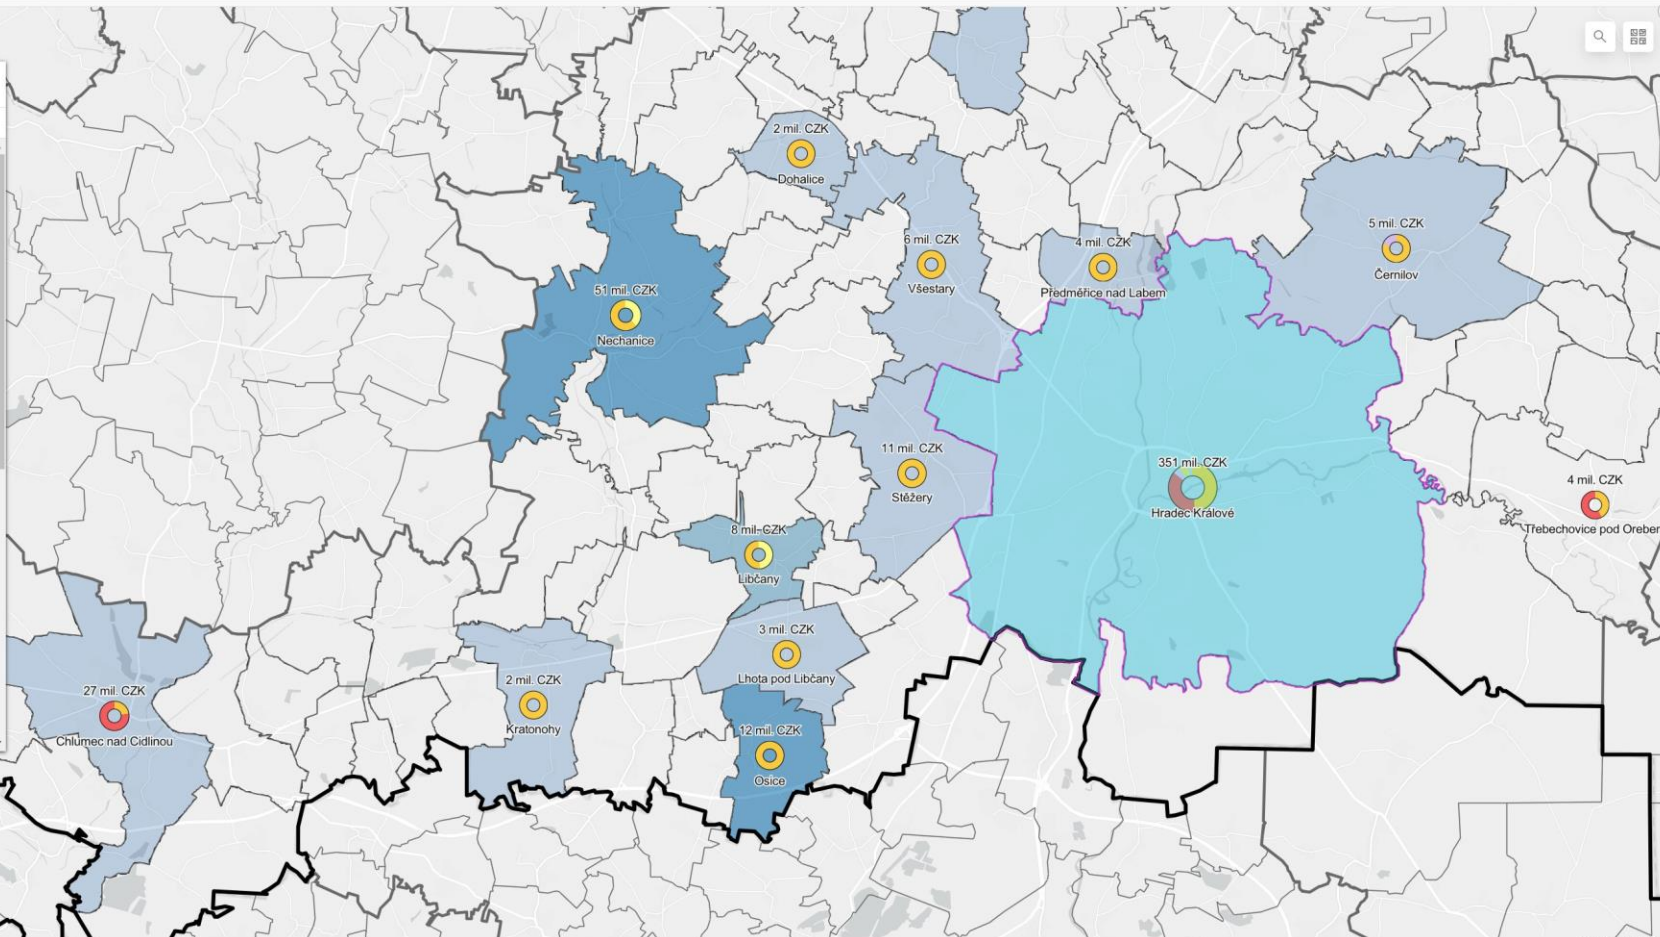 2 mil. CZK
Dohalice
6 mil. CZK
Všestary
4 mil. CZK
Předměřice nad Labem
5 mil. CZK
Černilov
51 mil. CZK
Nechanice
11 mil. CZK
Stěžery
351 mil. CZK
Hradec Králové
4 mil. CZK
Třebechovice pod Oreber
8 mil. CZK
Libčany
3 mil. CZK
Lhota pod Libčany
27 mil. CZK
Chlumec nad Cidlinou
2 mil. CZK
Kratonohy
12 mil. CZK
Osice